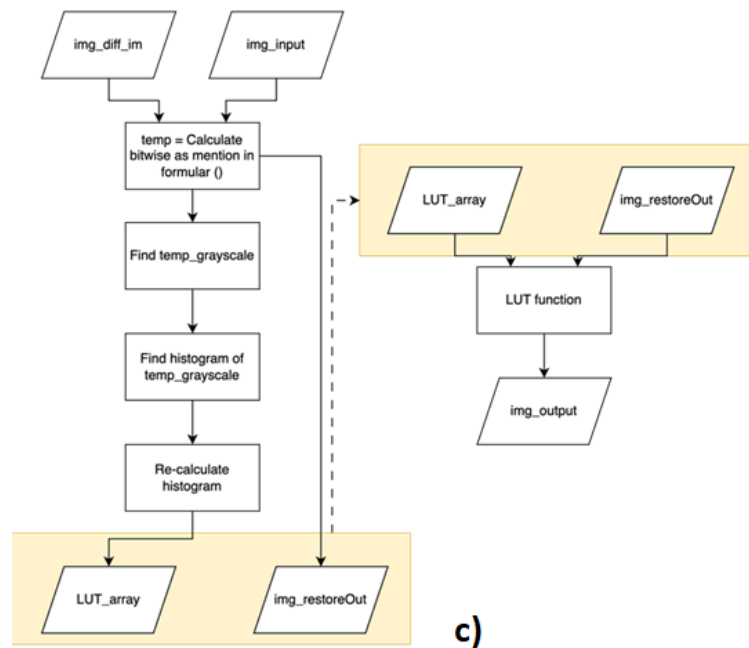 img_diff_im
img_input
temp = Calculate
bitwise as mention in
formular ()
Find temp_grayscale
Find histogram of
temp_grayscale
Re-calculate
histogram
LUT_array
img_restoreOut
LUT_array
img_restoreOut
LUT function
img_output
c)